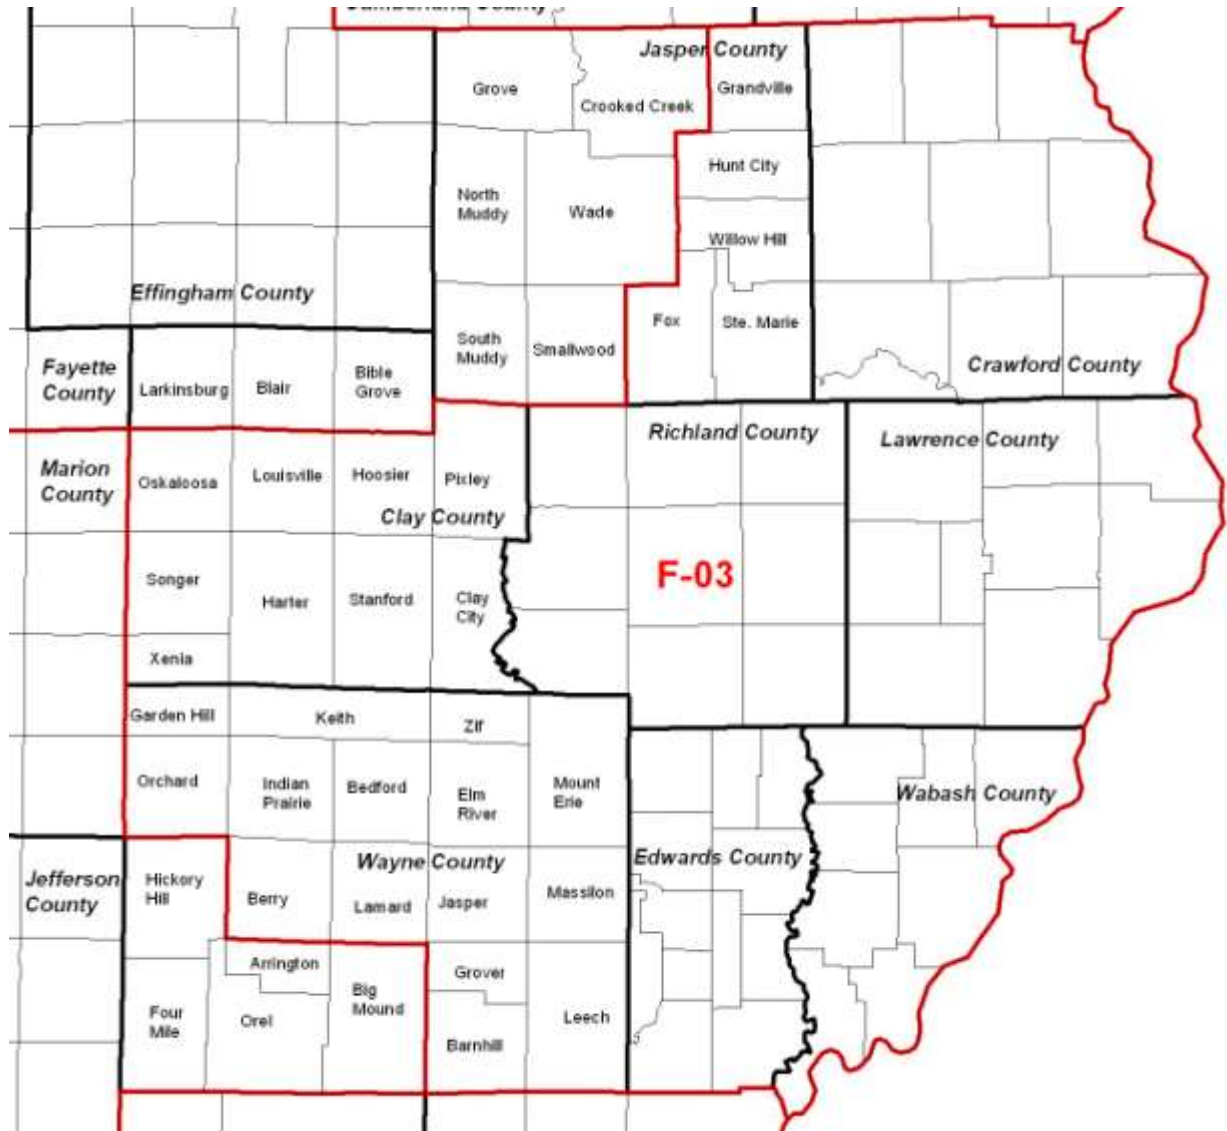 Cumberland County
Jasper County
Grove
Crooked Creek
Grandville
Hunt City
North
Muddy
Wade
Willow Hill
Effingham County
South
Muddy
Smallwood
Fox
Ste. Marie
Crawford County
Fayette
County
Larkinsburg
Blair
Bible
Grove
Richland County
Lawrence County
Marion
County
Oskaloosa
Louisville
Hoosier
Pixley
Clay County
F-03
Songer
Harter
Stanford
Clay
City
Xenia
Garden Hill
Keith
Zif
Orchard
Indian
Prairie
Bedford
Elm
River
Mount
Erie
Wabash County
Wayne County
Edwards County
Jefferson
County
Hickory
Hill
Berry
Lamard
Jasper
Massilon
Arrington
Big
Mound
Grover
Four
Mile
Orel
Leech
Barnhill